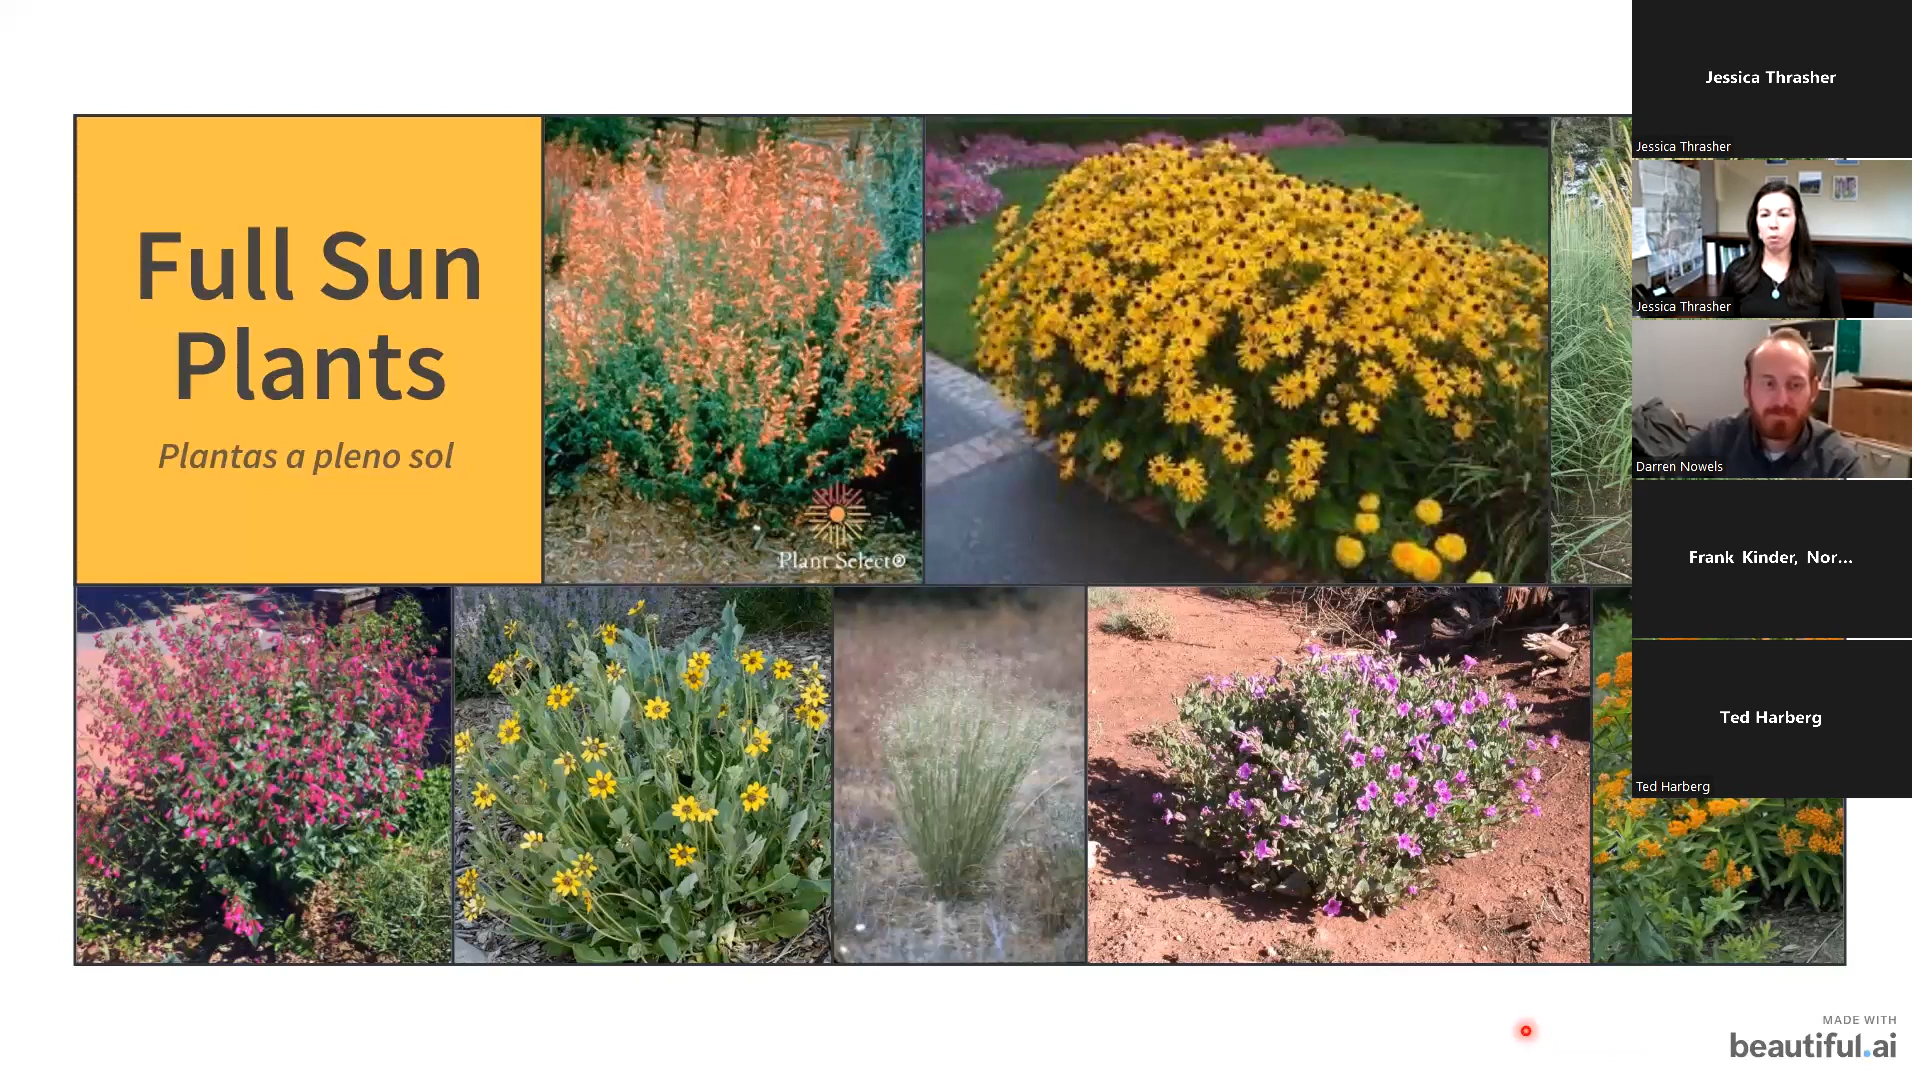 Full Sun
Plants
Plantas a pleno sol
Plant Select®
Jessica Thrasher
Jessica Thrasher
Jessica Thrasher
Darren Nowels
Frank Kinder, Nor...
Ted Harberg
Ted Harberg
MADE WITH
beautiful.ai